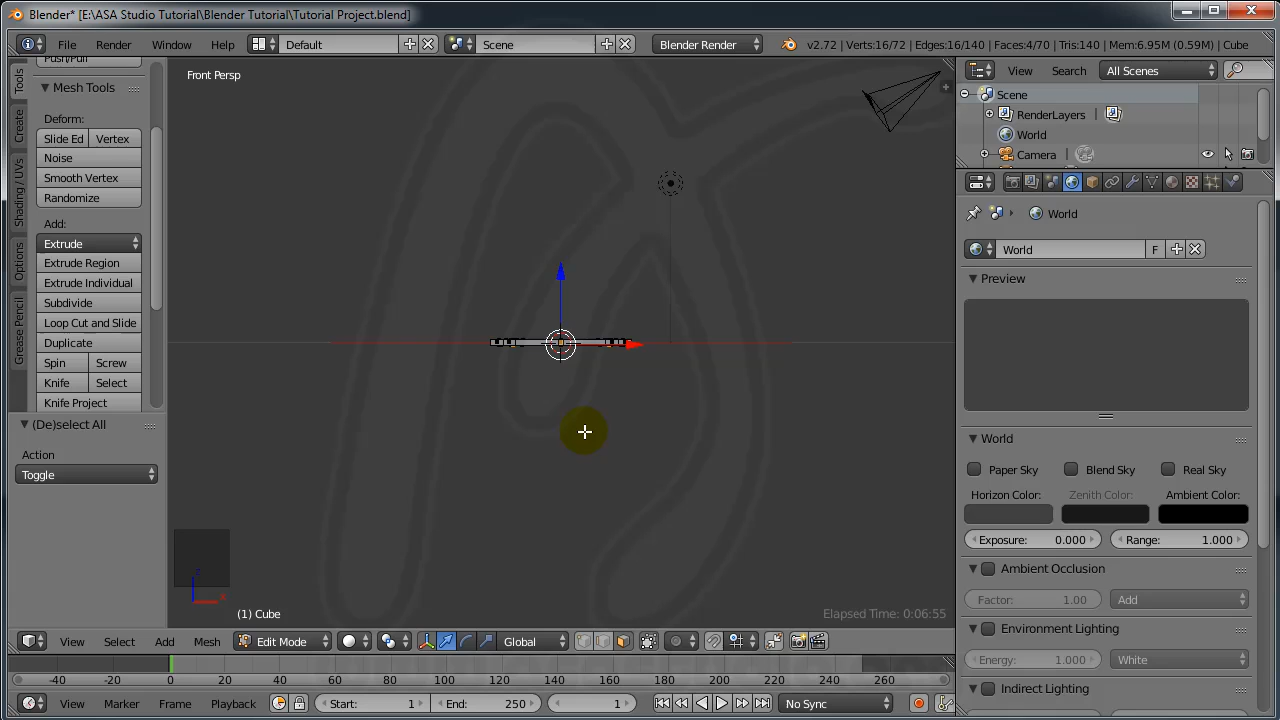 Blender* [E:\ASA Studio Tutorial\Blender Tutorial\Tutorial Project.blend]
File Render Window Help Default Scene Blender Render v2.72 | Verts:16/72 | Edges:16/140 | Faces:4/70 | Tris:140 | Mem:6.95M (0.59M) | Cube
Push/Pull
Mesh Tools
Deform:
Slide Ed Vertex
Noise
Smooth Vertex
Randomize
Add:
Extrude
Extrude Region
Extrude Individual
Subdivide
Loop Cut and Slide
Duplicate
Spin Screw
Knife Select
Knife Project
(De)select All
Action
Toggle
Tools
Create
Shading / UVs
Options
Grease Pencil
Front Persp
z
x
(1) Cube
Elapsed Time: 0:06:55
View Select Add Mesh Edit Mode Global
-40 -20 0 20 40 60 80 100 120 140 160 180 200 220 240 260
View Marker Frame Playback Start: 1 End: 250 1 No Sync
View Search All Scenes
Scene
RenderLayers |
World
Camera |
World
World F
Preview
World
Paper Sky Blend Sky Real Sky
Horizon Color: Zenith Color: Ambient Color:
Exposure: 0.000 Range: 1.000
Ambient Occlusion
Factor: 1.00 Add
Environment Lighting
Energy: 1.000 White
Indirect Lighting